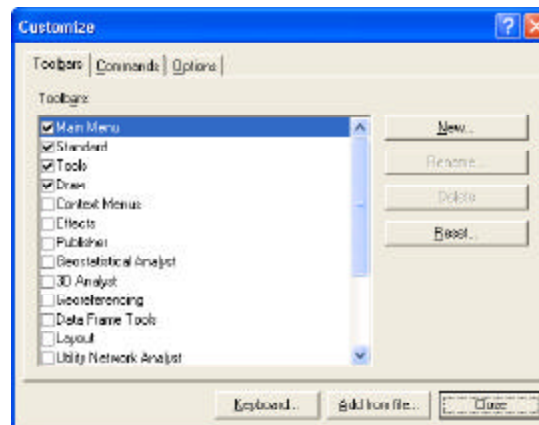 Customize
Toolbars Commands Options
Toolbars:
Main Menu
Standard
Tools
Draw
Context Menus
Effects
Publisher
Geostatistical Analyst
3D Analyst
Georeferencing
Data Frame Tools
Layout
Utility Network Analyst
New...
Rename...
Delete
Reset...
Keyboard... Add from file... Close